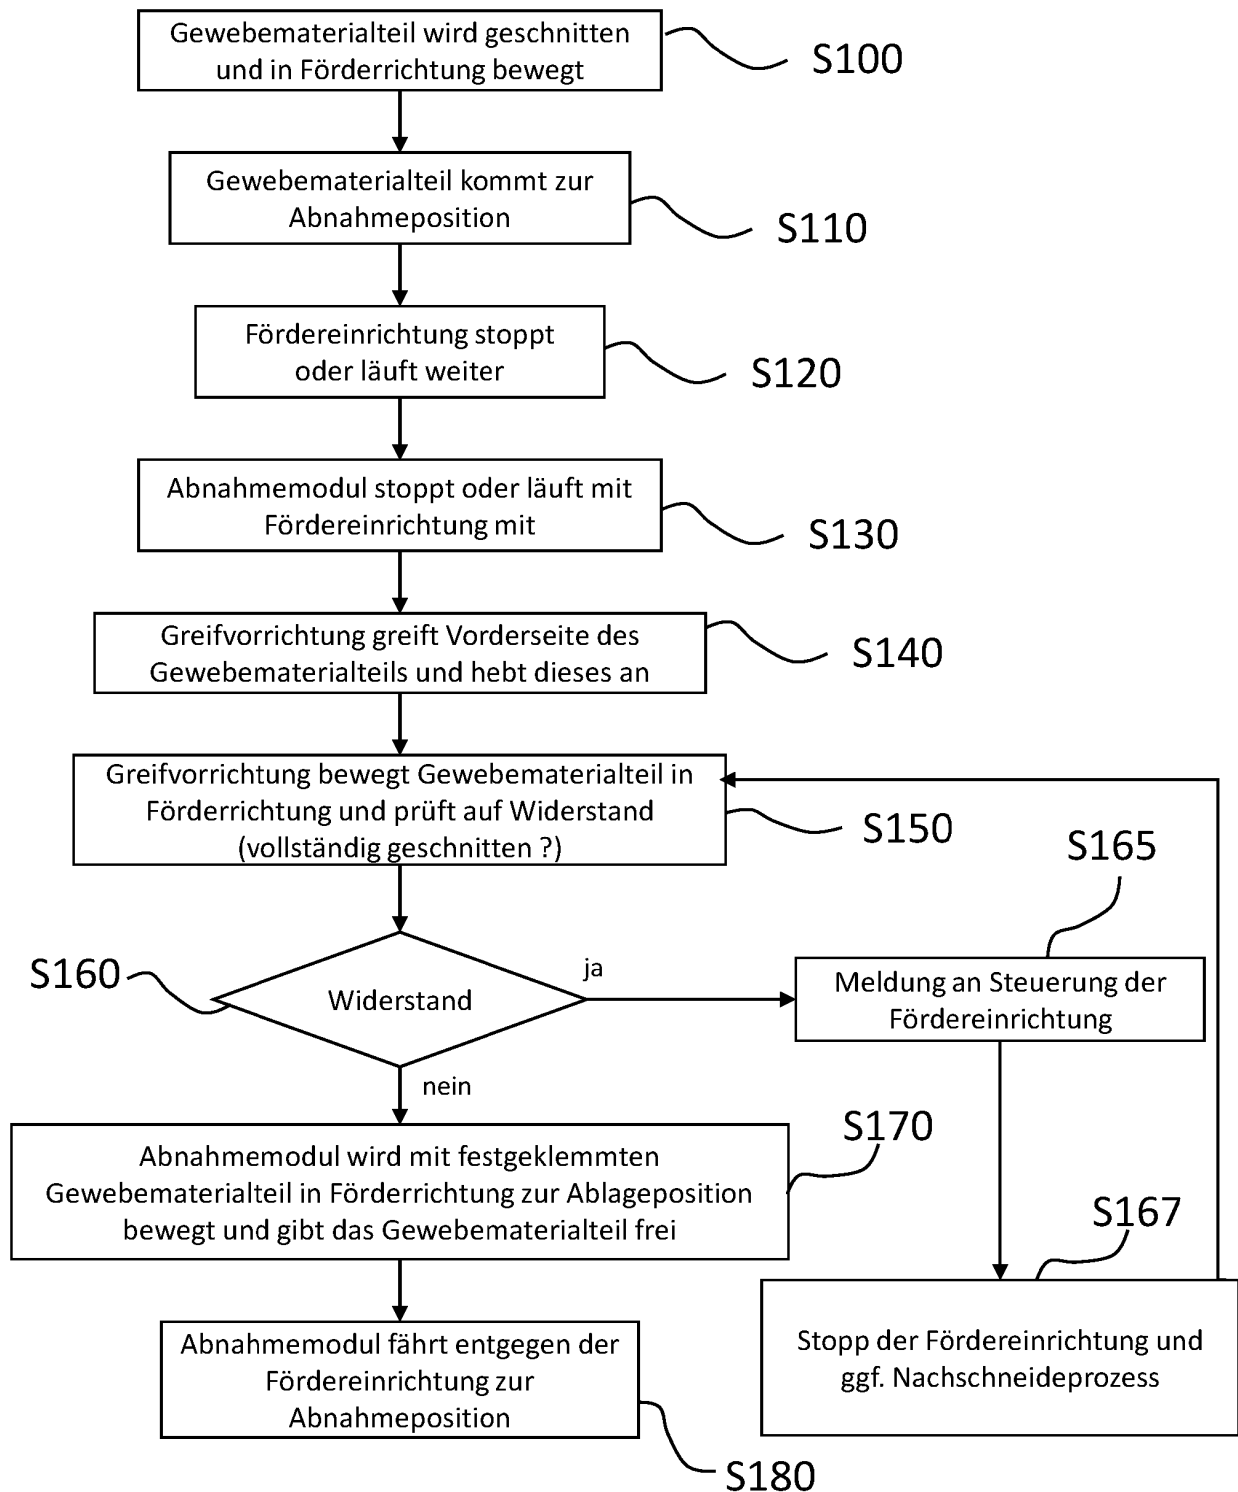 Gewebematerialteil wird geschnitten
und in Förderrichtung bewegt
S100
Gewebematerialteil kommt zur
Abnahmeposition
S110
Fördereinrichtung stoppt
oder läuft weiter
S120
Abnahmemodul stoppt oder läuft mit
Fördereinrichtung mit
S130
Greifvorrichtung greift Vorderseite des
Gewebematerialteils und hebt dieses an
S140
Greifvorrichtung bewegt Gewebematerialteil in
Förderrichtung und prüft auf Widerstand
(vollständig geschnitten ?)
S150
S160
Widerstand
ja
nein
S165
Meldung an Steuerung der
Fördereinrichtung
Abnahmemodul wird mit festgeklemmten
Gewebematerialteil in Förderrichtung zur Ablageposition
bewegt und gibt das Gewebematerialteil frei
S170
S167
Stopp der Fördereinrichtung und
ggf. Nachschneideprozess
Abnahmemodul fährt entgegen der
Fördereinrichtung zur
Abnahmeposition
S180